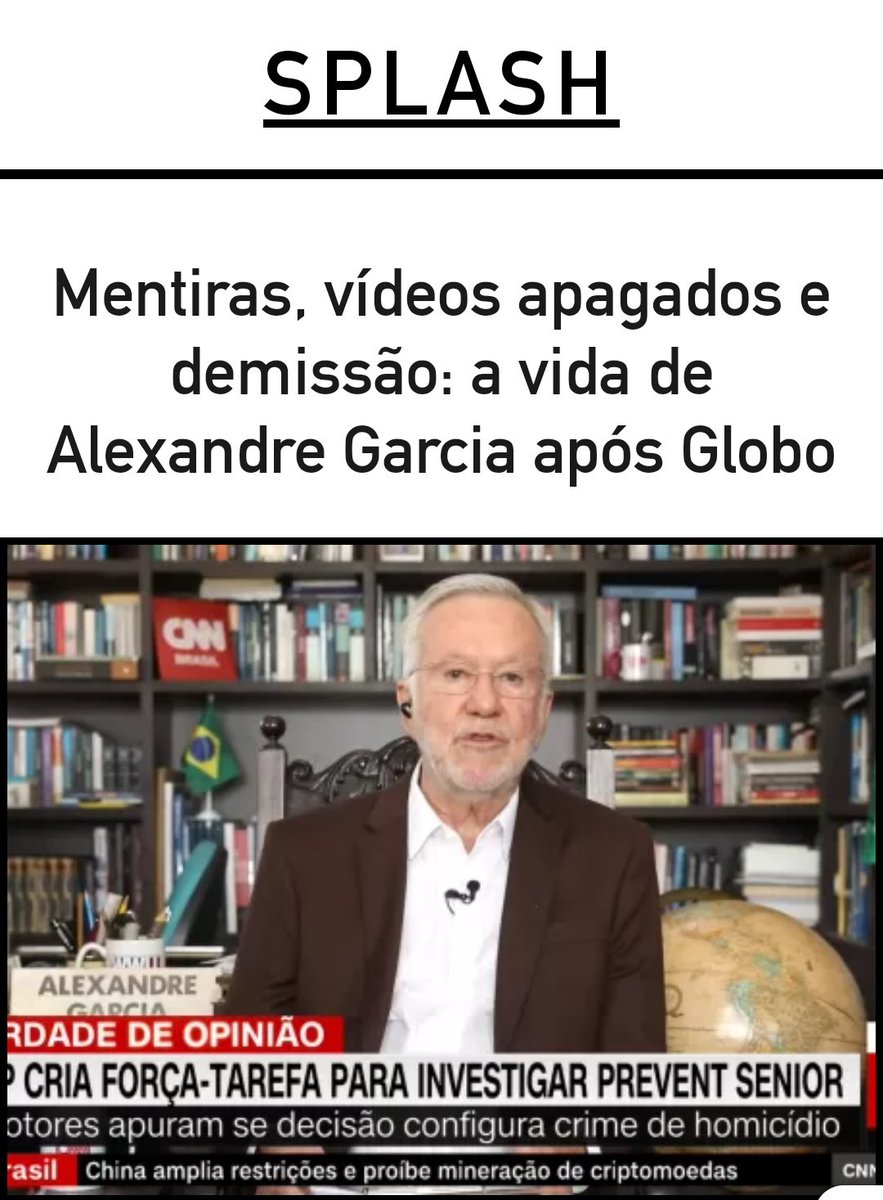 SPLASH
Mentiras, vídeos apagados e
demissão: a vida de
Alexandre Garcia após Globo
CNN
BRASIL
ALEXANDRE
GARCIA
RDADE DE OPINIÃO
P CRIA FORÇA-TAREFA PARA INVESTIGAR PREVENT SENIOR
otores apuram se decisão configura crime de homicídio
rasil China amplia restrições e proíbe mineração de criptomoedas CNN